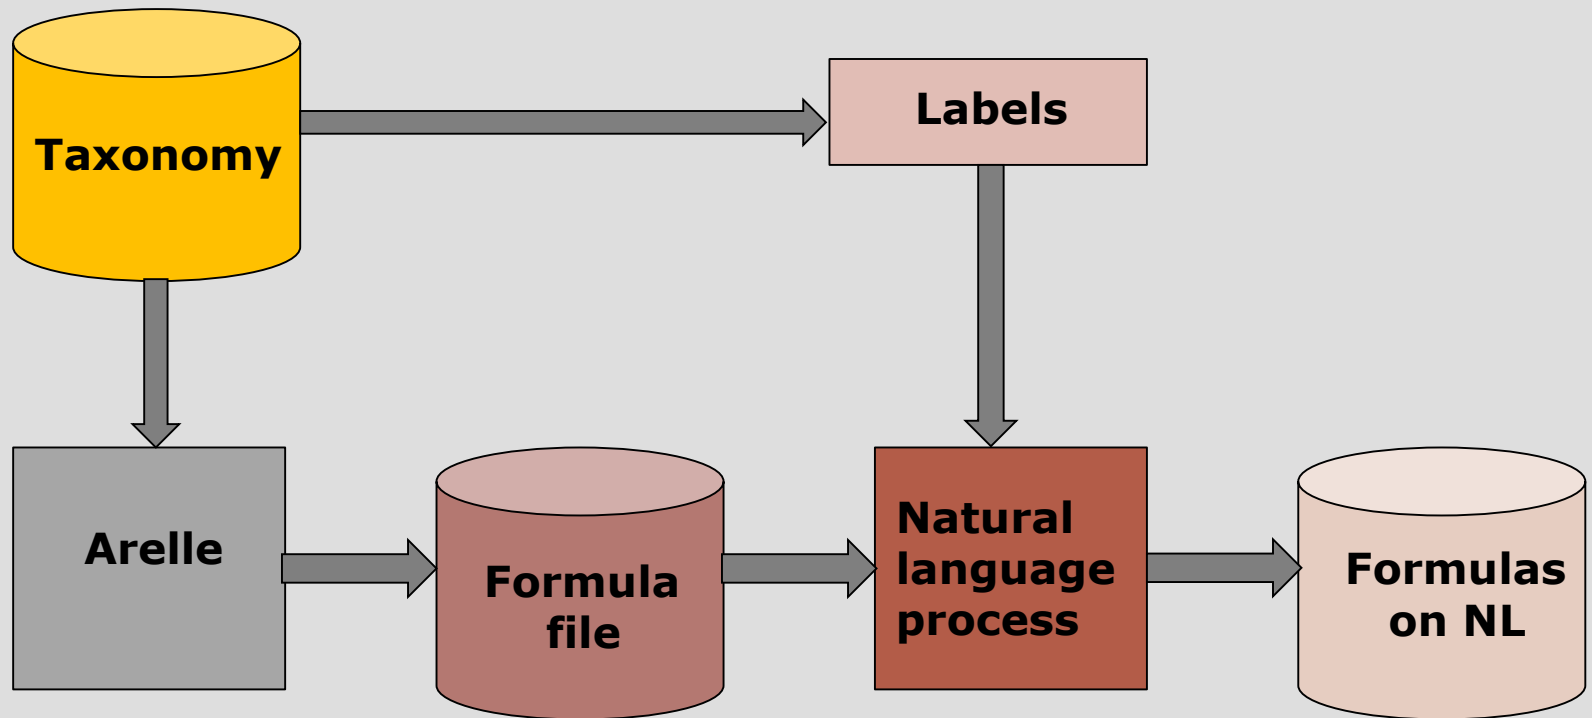 Taxonomy
Labels
Arelle
Formula
file
Natural
language
process
Formulas
on NL